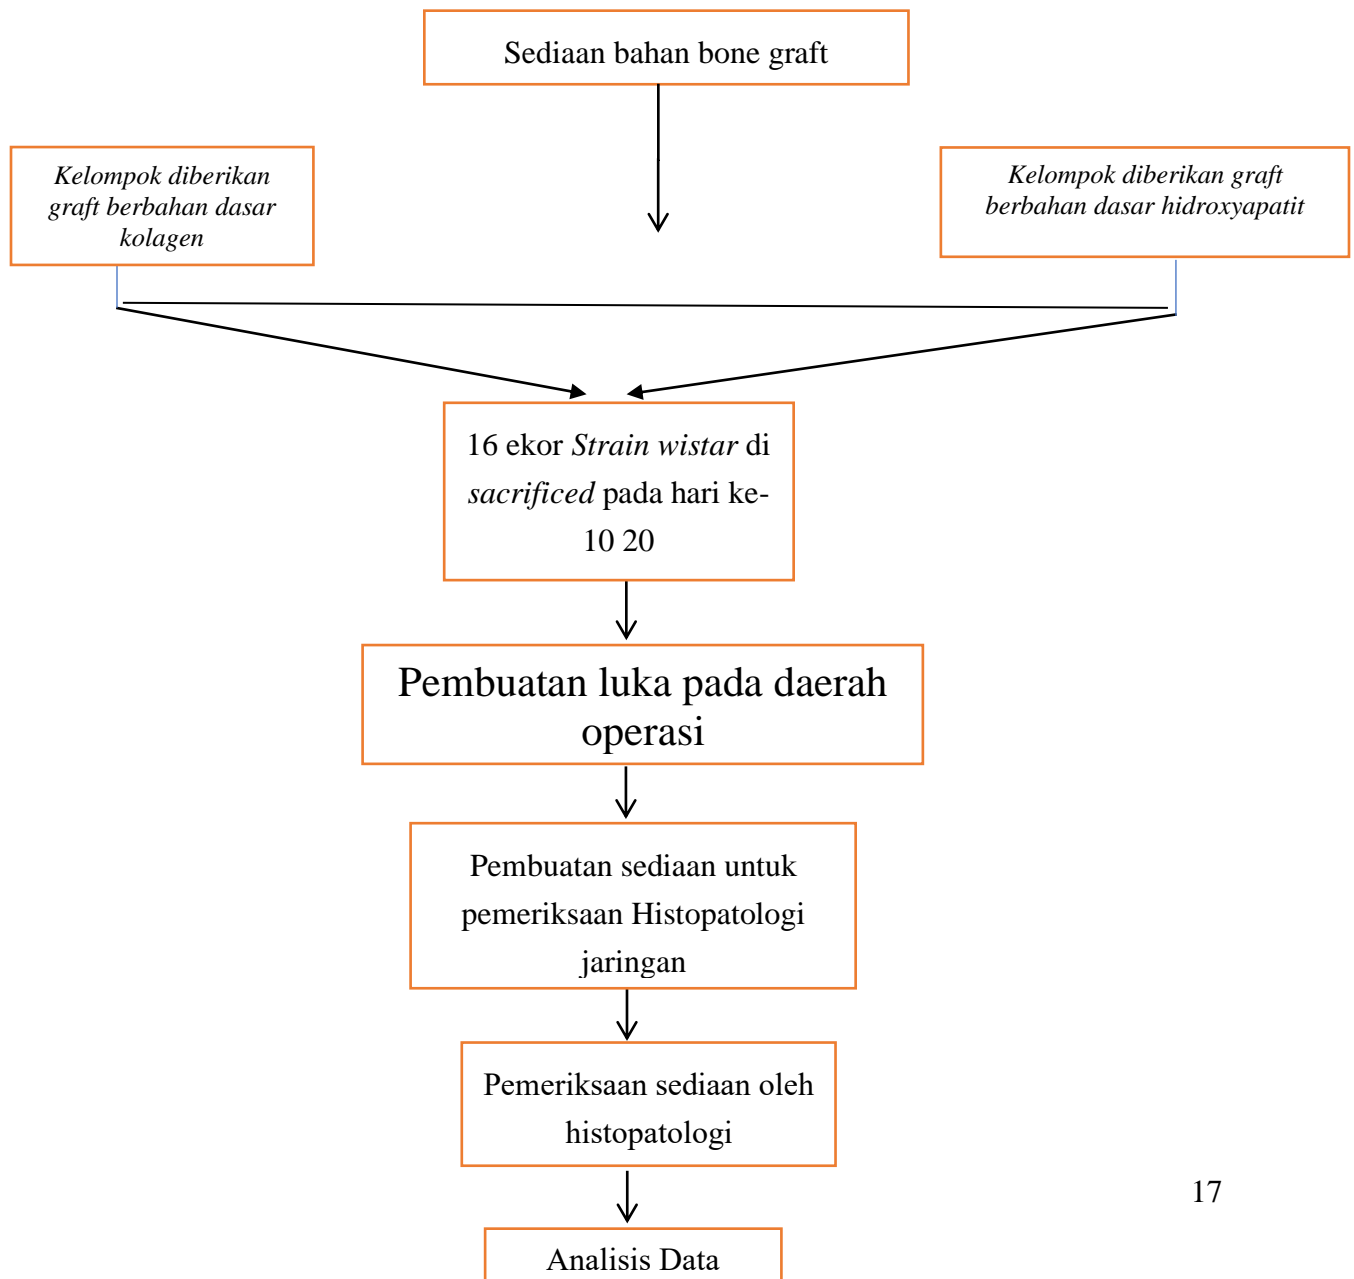 Sediaan bahan bone graft
Kelompok diberikan
graft berbahan dasar
kolagen
Kelompok diberikan graft
berbahan dasar hidroxyapatit
16 ekor Strain wistar di
sacrificed pada hari ke-
10 20
Pembuatan luka pada daerah
operasi
Pembuatan sediaan untuk
pemeriksaan Histopatologi
jaringan
Pemeriksaan sediaan oleh
histopatologi
17
Analisis Data